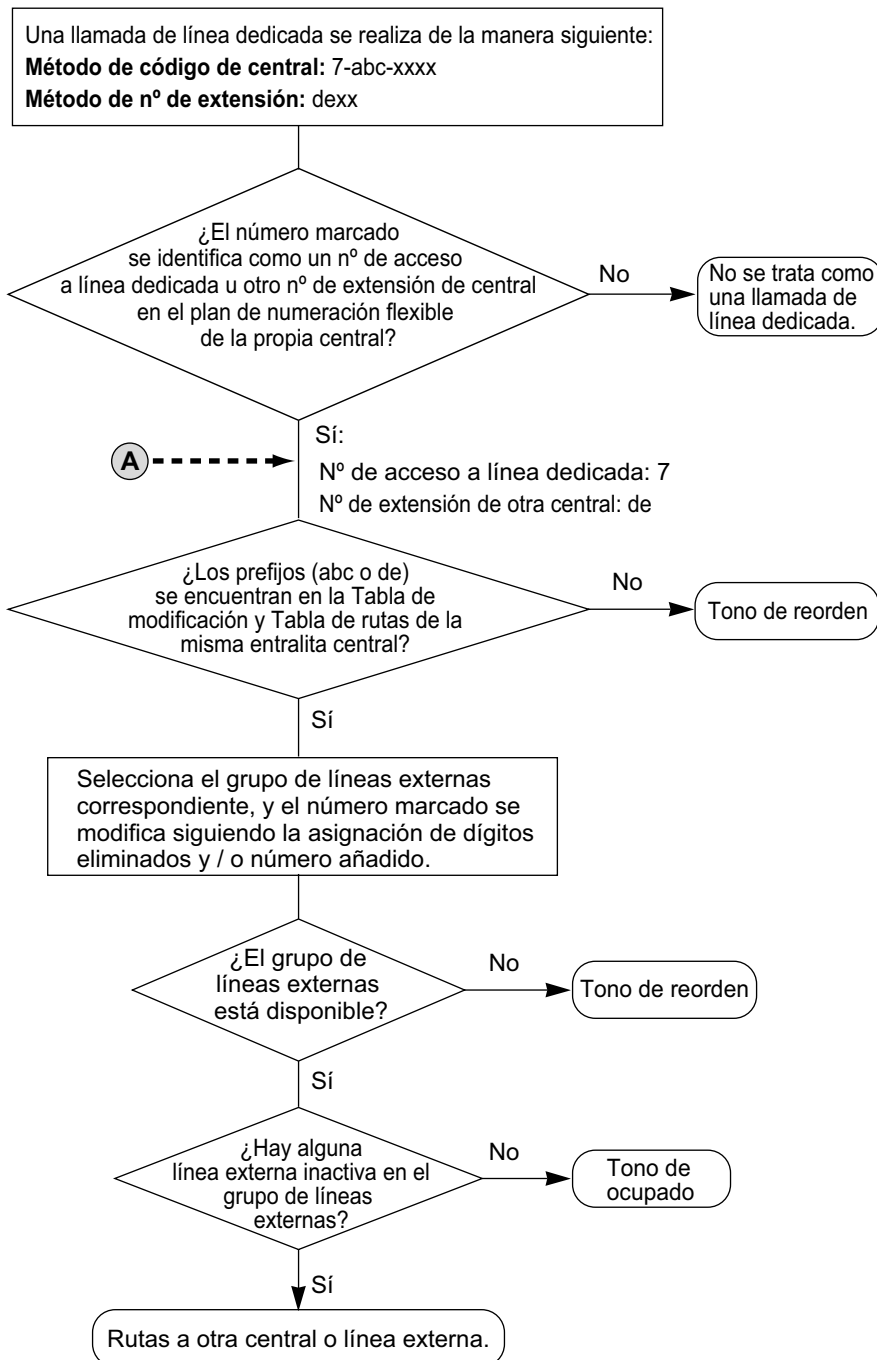 Una llamada de línea dedicada se realiza de la manera siguiente:
Método de código de central: 7-abc-xxxx
Método de nº de extensión: dexx
¿El número marcado
se identifica como un nº de acceso
a línea dedicada u otro nº de extensión de central
en el plan de numeración flexible
de la propia central?
No
No se trata como
una llamada de
línea dedicada.
Sí:
A
Nº de acceso a línea dedicada: 7
Nº de extensión de otra central: de
¿Los prefijos (abc o de)
se encuentran en la Tabla de
modificación y Tabla de rutas de la
misma entralita central?
No
Tono de reorden
Sí
Selecciona el grupo de líneas externas
correspondiente, y el número marcado se
modifica siguiendo la asignación de dígitos
eliminados y / o número añadido.
¿El grupo de
líneas externas
está disponible?
No
Tono de reorden
Sí
¿Hay alguna
línea externa inactiva en el
grupo de líneas
externas?
No
Tono de
ocupado
Sí
Rutas a otra central o línea externa.